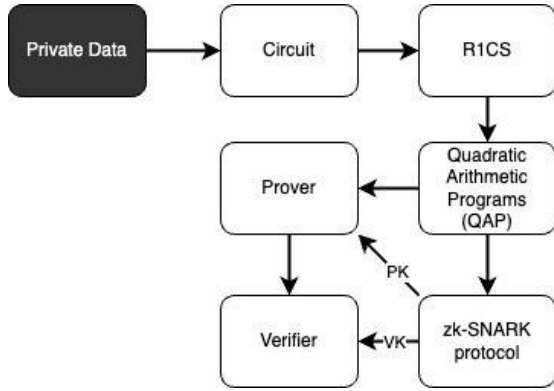 Private Data
Circuit
R1CS
Prover
Quadratic
Arithmetic
Programs
(QAP)
PK
Verifier
VK
zk-SNARK
protocol